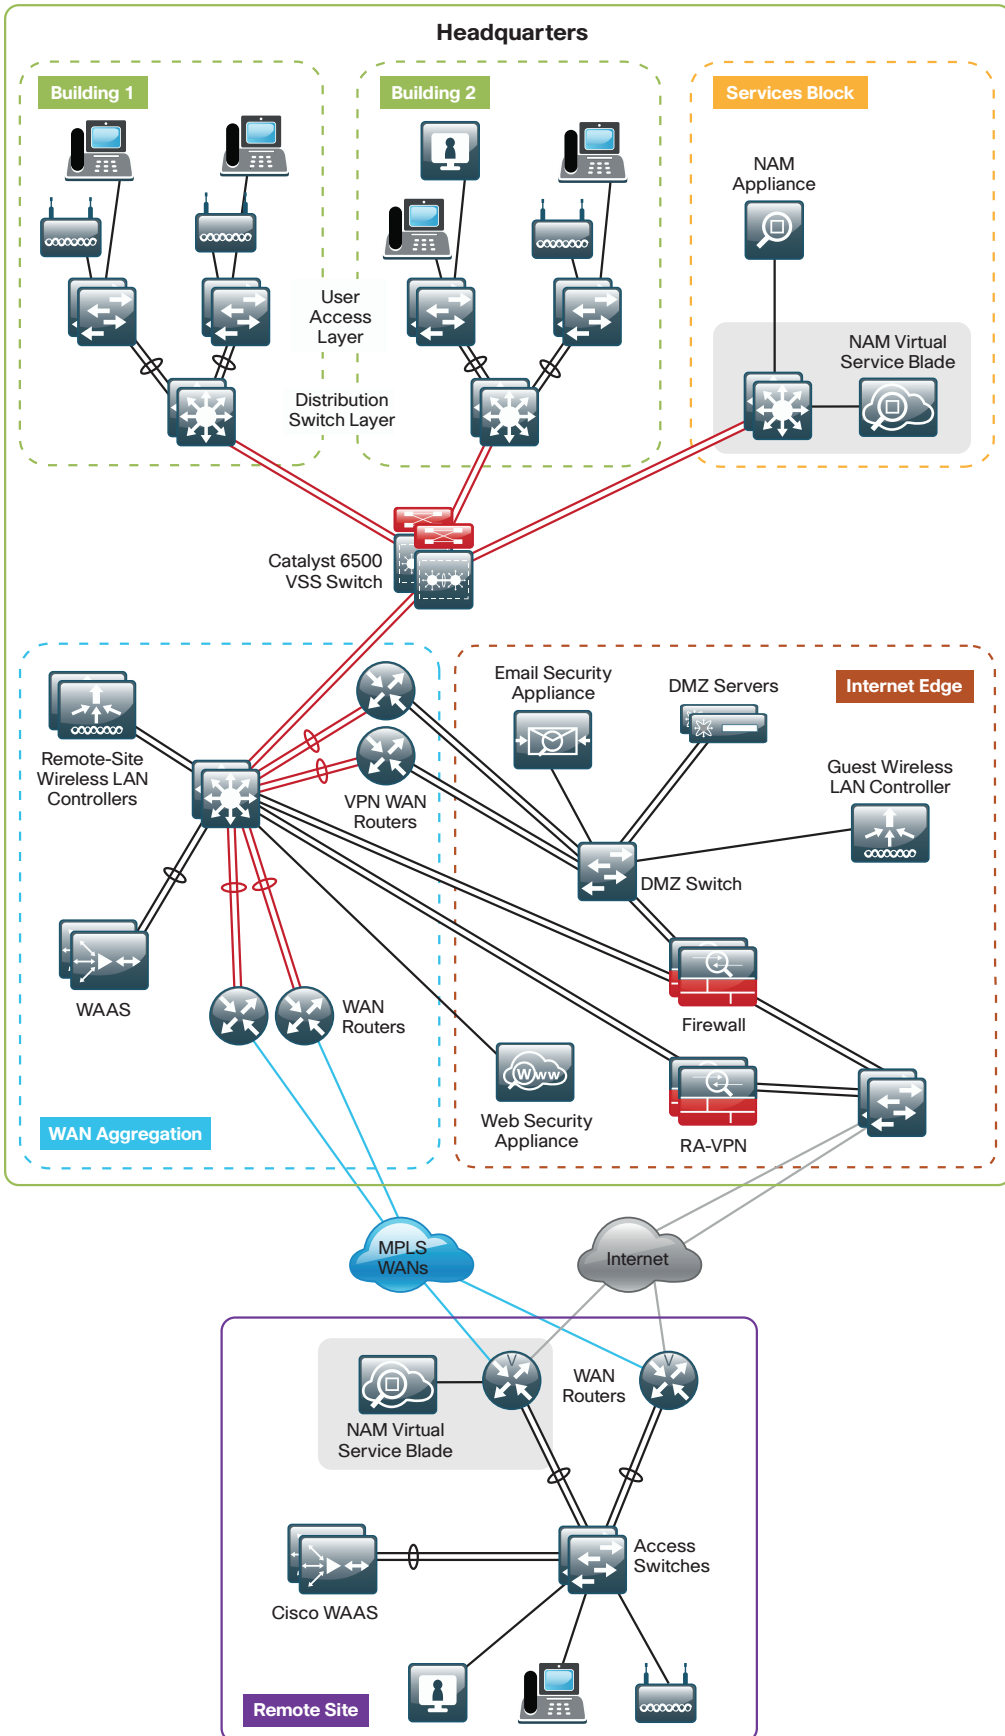 Headquarters
Building 1
Building 2
Services Block
NAM
Appliance
User
Access
Layer
NAM Virtual
Service Blade
Distribution
Switch Layer
Catalyst 6500
VSS Switch
Email Security
Appliance
DMZ Servers
Internet Edge
Remote-Site
Wireless LAN
Controllers
VPN WAN
Routers
Guest Wireless
LAN Controller
DMZ Switch
WAAS
WAN
Routers
Firewall
Www
Web Security
Appliance
RA-VPN
WAN Aggregation
MPLS
WANs
Internet
V
V
WAN
Routers
NAM Virtual
Service Blade
Access
Switches
Cisco WAAS
Remote Site